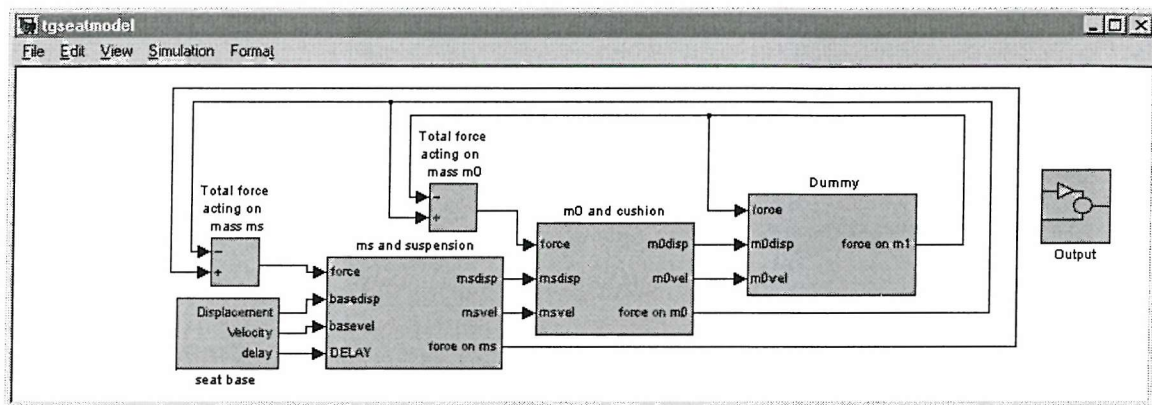 tgseatmodel
File Edit View Simulation Format
Total force
acting on
mass m0
Total force
acting on
mass ms
Dummy
m0 and cushion
ms and suspension
−
+
−
+
force
m0disp
m0vel
force on m1
force
msdisp
msvel
m0disp
m0vel
force on m0
force
basedisp
basevel
DELAY
msdisp
msvel
force on ms
Displacement
Velocity
delay
seat base
Output